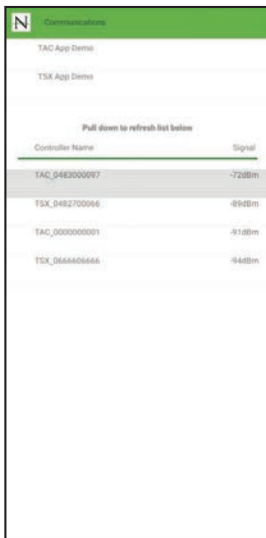 N Communications
TAC App Demo
TSX App Demo
Pull down to refresh list below
Controller Name Signal
TAC_0483000097 -72dBm
TSX_0482700066 -89dBm
TAC_0000000001 -91dBm
TSX_0666606666 -94dBm